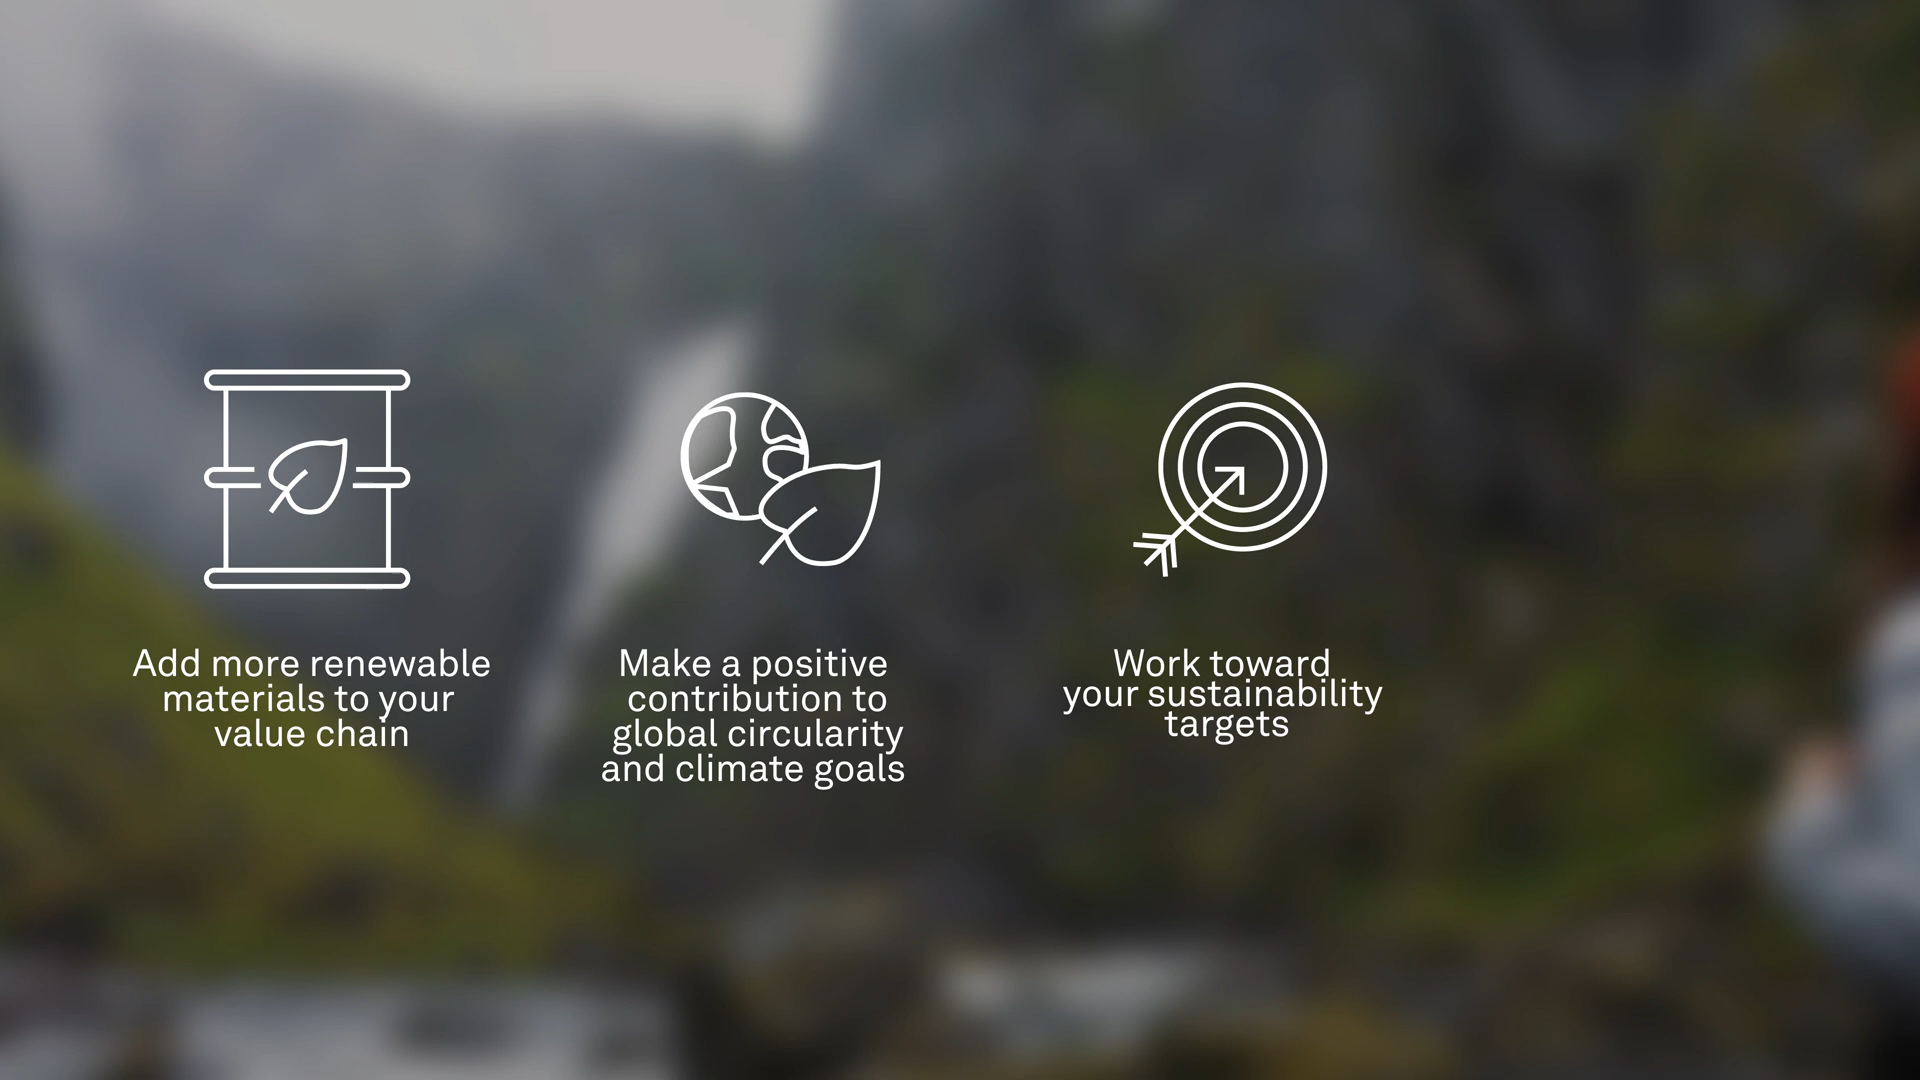 Add more renewable
materials to your
value chain
Make a positive
contribution to
global circularity
and climate goals
Work toward
your sustainability
targets